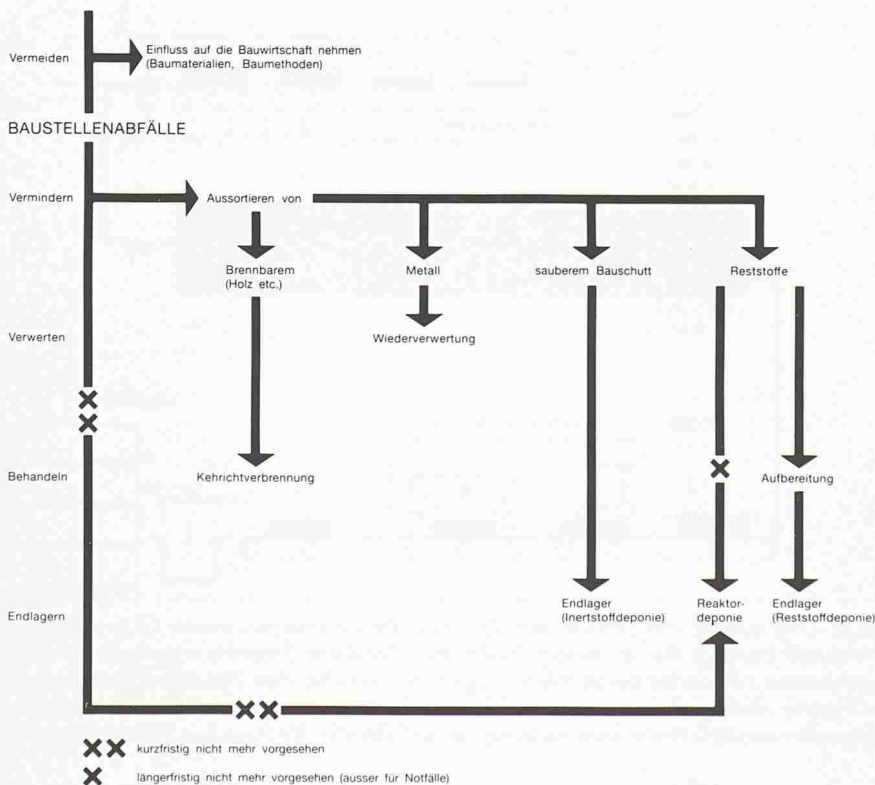 Vermeiden
Einfluss auf die Bauwirtschaft nehmen
(Baumaterialien, Baumethoden)
BAUSTELLENABFÄLLE
Vermindern
Aussortieren von
Brennbarem
(Holz etc.)
Metall
sauberem Bauschutt
Reststoffe
Verwerten
Wiederverwertung
Behandeln
Kehrichtverbrennung
Aufbereitung
Endlagern
Endlager
(Inertstoffdeponie)
Reaktor-
deponie
Endlager
(Reststoffdeponie)
kurzfristig nicht mehr vorgesehen
längerfristig nicht mehr vorgesehen (ausser für Notfälle)